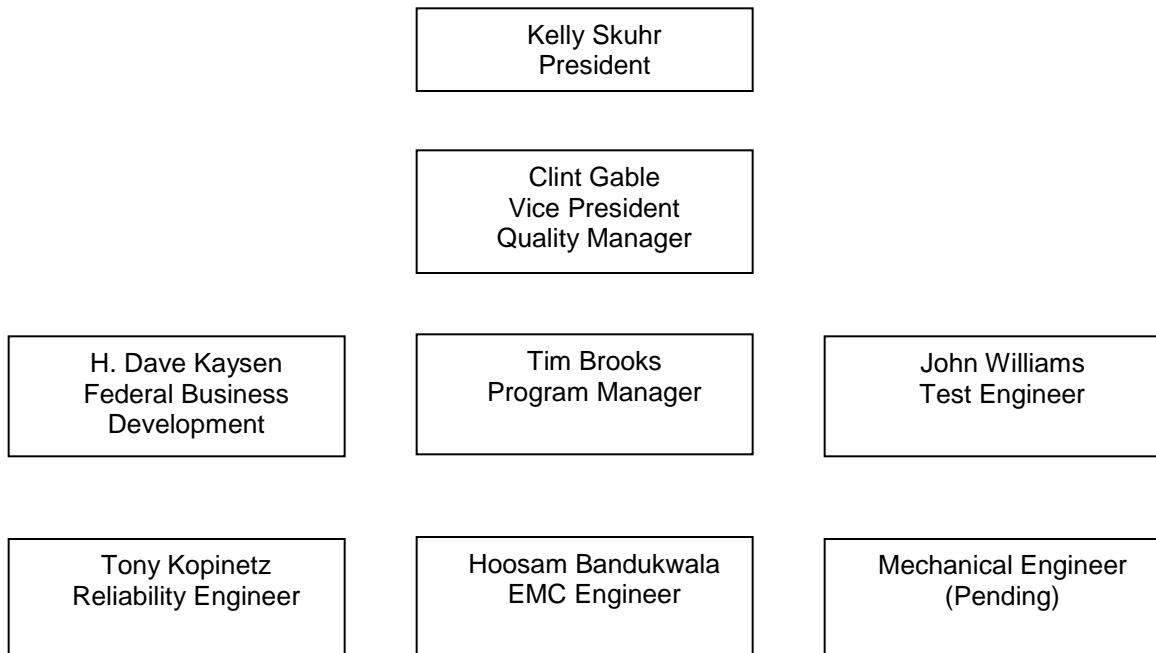 Kelly Skuhr
President
Clint Gable
Vice President
Quality Manager
H. Dave Kaysen
Federal Business
Development
Tim Brooks
Program Manager
John Williams
Test Engineer
Tony Kopinetz
Reliability Engineer
Hoosam Bandukwala
EMC Engineer
Mechanical Engineer
(Pending)